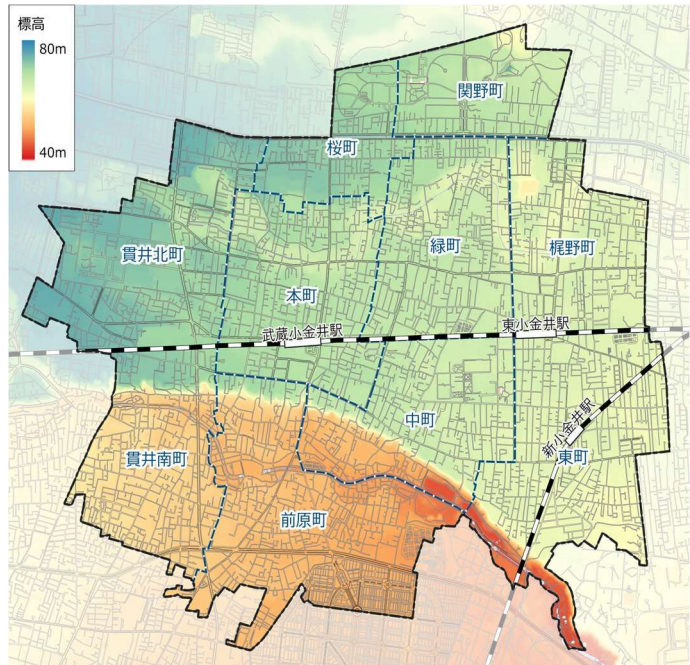 標高
80m
40m
関野町
桜町
貫井北町
緑町
梶野町
本町
武蔵小金井駅
東小金井駅
中町
新小金井駅
東町
貫井南町
前原町